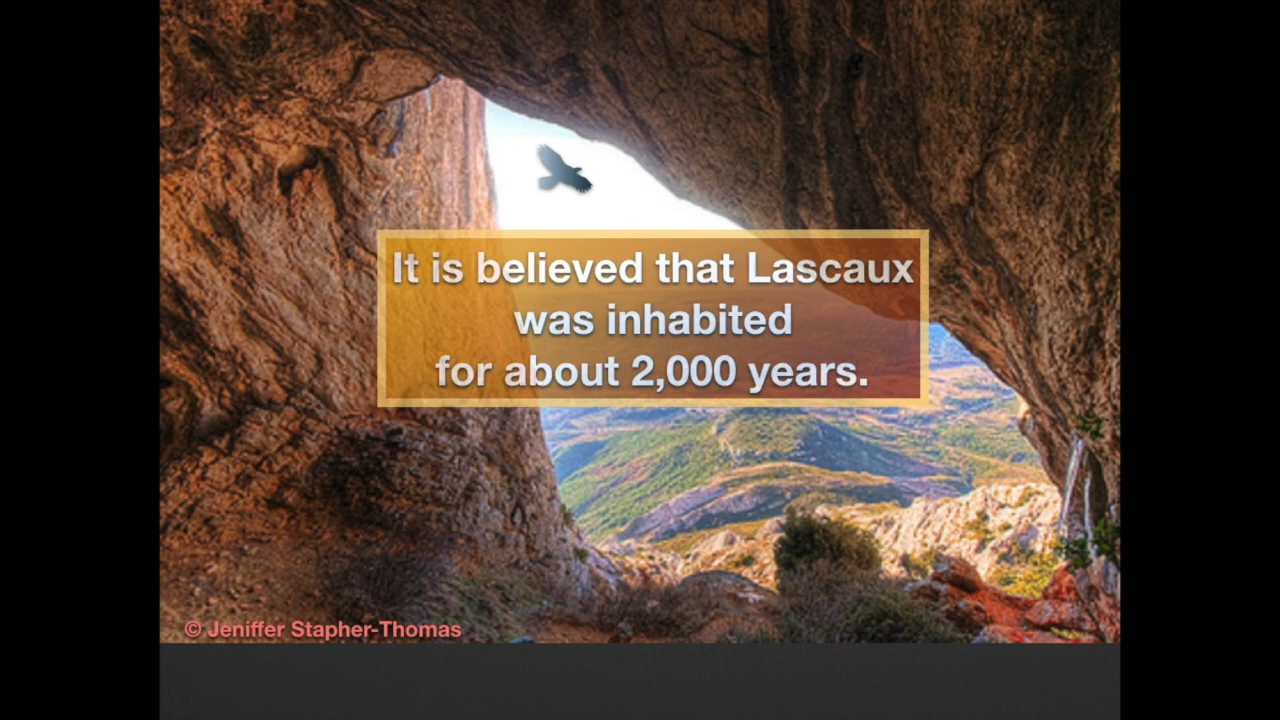 It is believed that Lascaux
was inhabited
for about 2,000 years.
© Jeniffer Stapher-Thomas